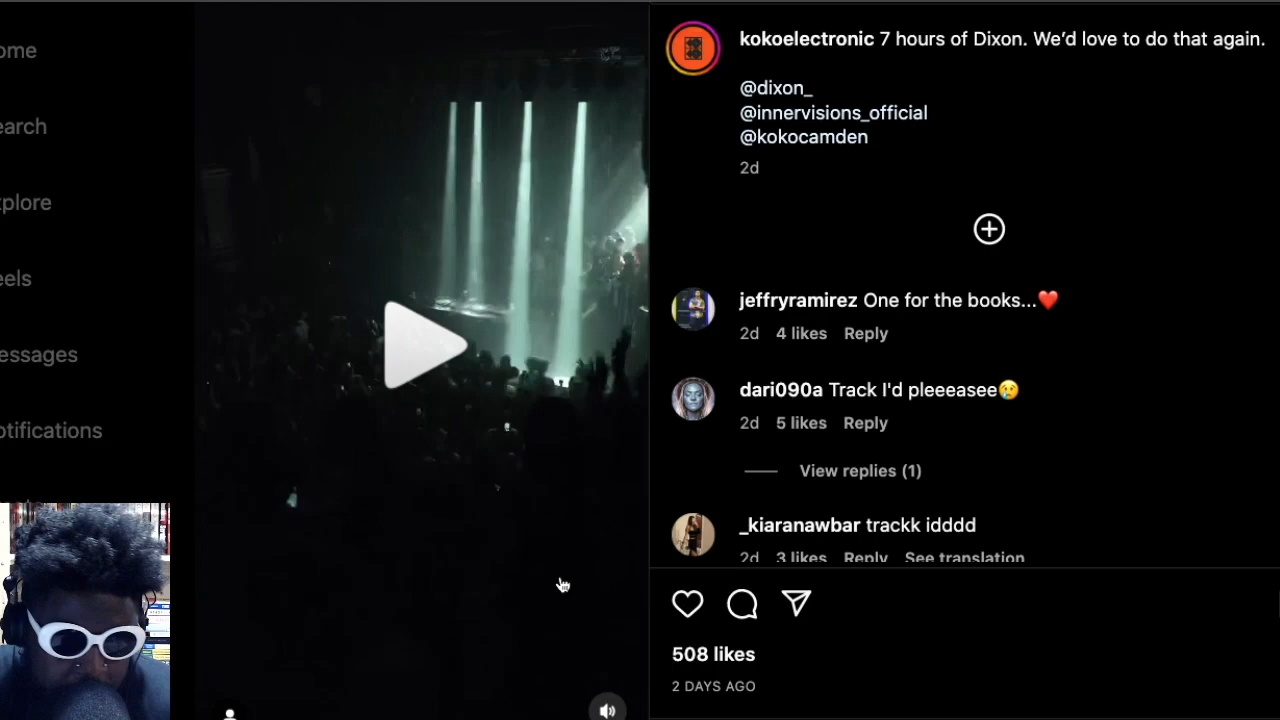 ome
earch
xplore
eels
essages
otifications
kokoelectronic 7 hours of Dixon. We’d love to do that again.
@dixon_
@innervisions_official
@kokocamden
2d
jeffryramirez One for the books...❤️
2d 4 likes Reply
dari090a Track I'd pleeeasee😢
2d 5 likes Reply
View replies (1)
_kiaranawbar trackk idddd
2d 3 likes Reply See translation
508 likes
2 DAYS AGO